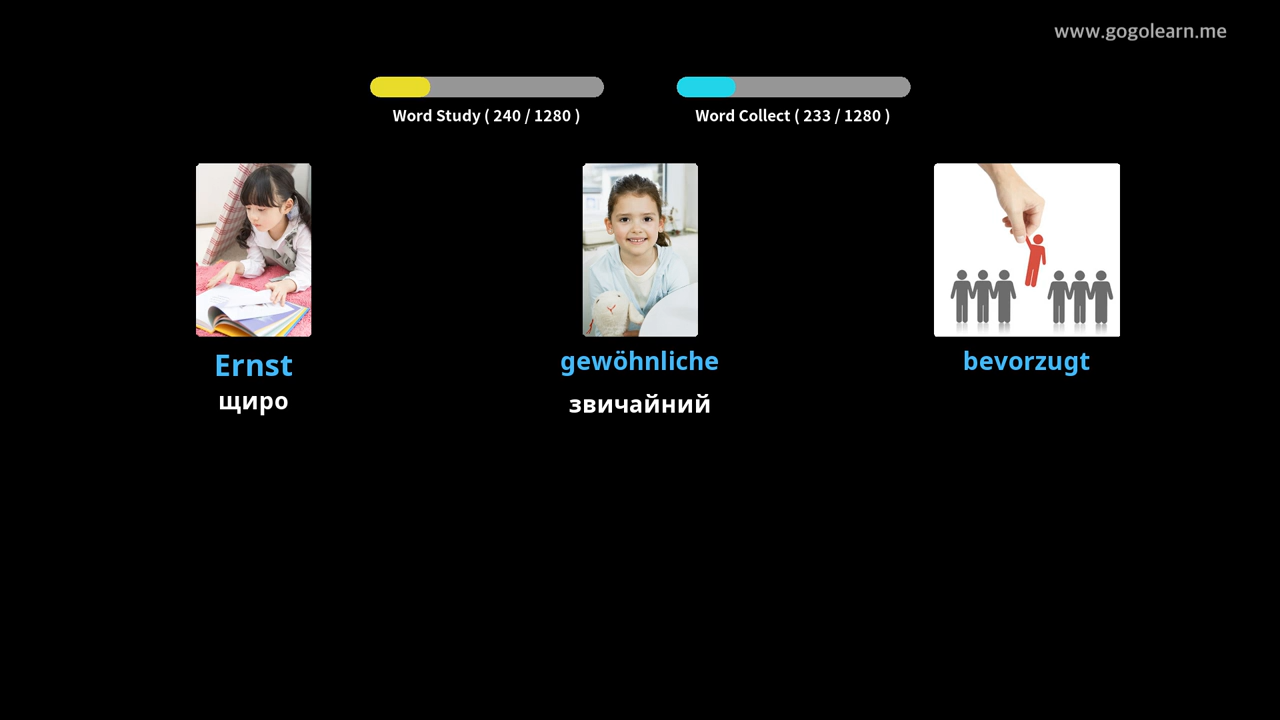 www.gogolearn.me
Word Study ( 240 / 1280 )
Word Collect ( 233 / 1280 )
Ernst
щиро
gewöhnliche
звичайний
bevorzugt